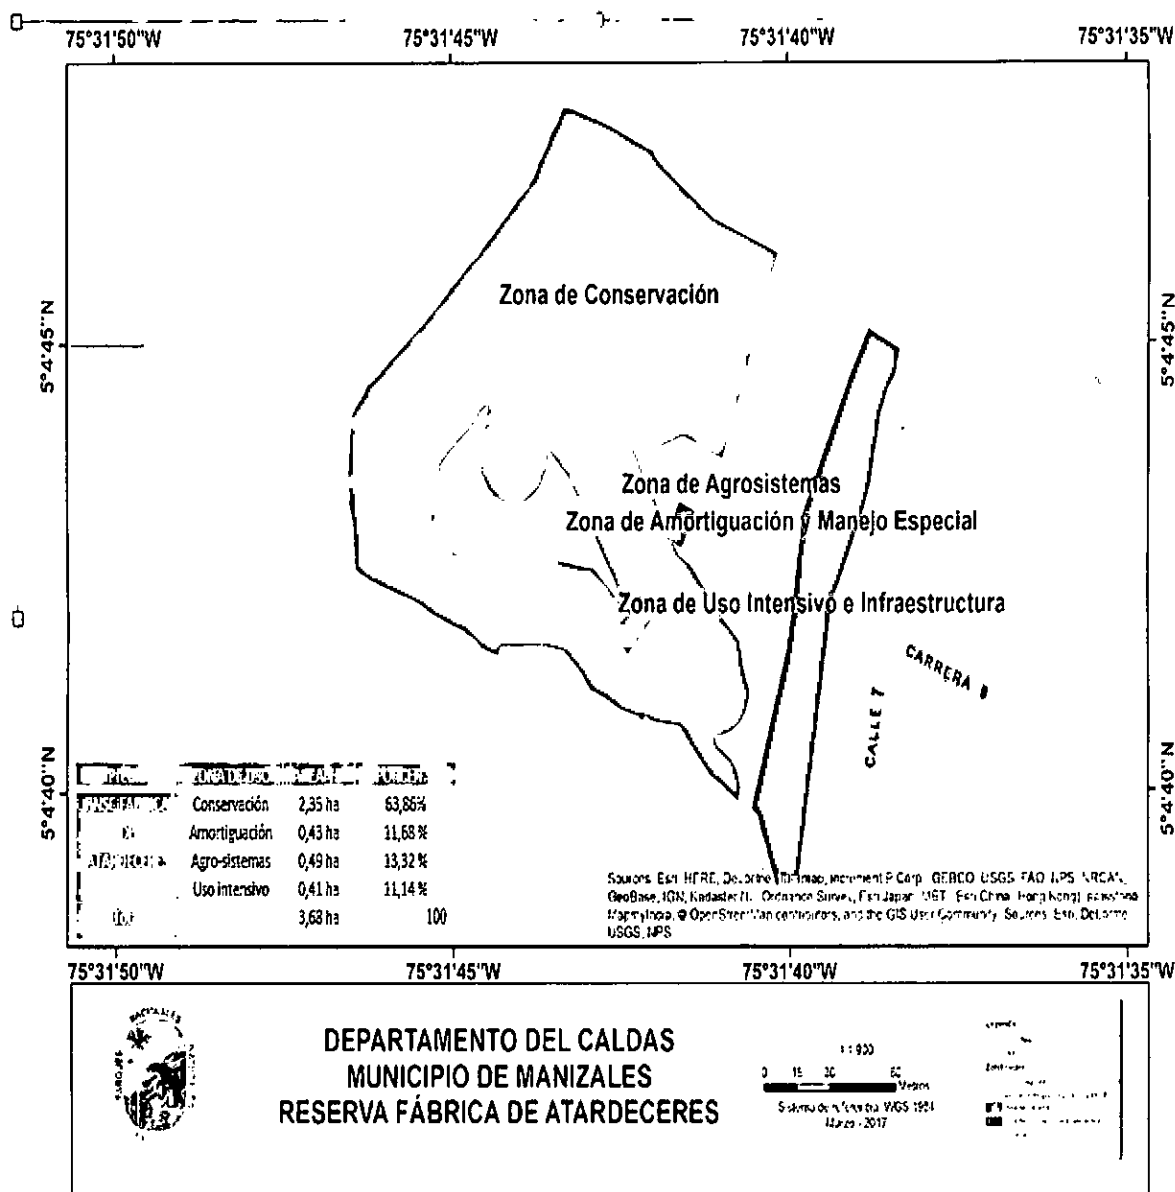 75°31'50"W 75°31'45"W 75°31'40"W 75°31'35"W
Zona de Conservación
5°4'45"N 5°4'45"N
Zona de Agrosistemas
Zona de Amortiguación y Manejo Especial
Zona de Uso Intensivo e Infraestructura
CARRERA 8
CALLE 7
5°4'40"N 5°4'40"N
ZONA DE USO
Conservación 2,35 ha 63,86%
Amortiguación 0,43 ha 11,68 %
Agro-sistemas 0,49 ha 13,32 %
Uso intensivo 0,41 ha 11,14 %
3,68 ha 100
Sources: Esri, HERE, DeLorme, Intermap, increment P Corp., GEBCO, USGS, FAO, NPS, NRCAN,
GeoBase, IGN, Kadaster NL, Ordnance Survey, Esri Japan, MET, Esri China (Hong Kong), swisstopo,
MapmyIndia, © OpenStreetMap contributors, and the GIS User Community Sources: Esri, DeLorme,
USGS, NPS
75°31'50"W 75°31'45"W 75°31'40"W 75°31'35"W
DEPARTAMENTO DEL CALDAS
MUNICIPIO DE MANIZALES
RESERVA FÁBRICA DE ATARDECERES
1:900
0 15 30 60
Metros
Sistema de referencia WGS 1984
Marzo - 2017